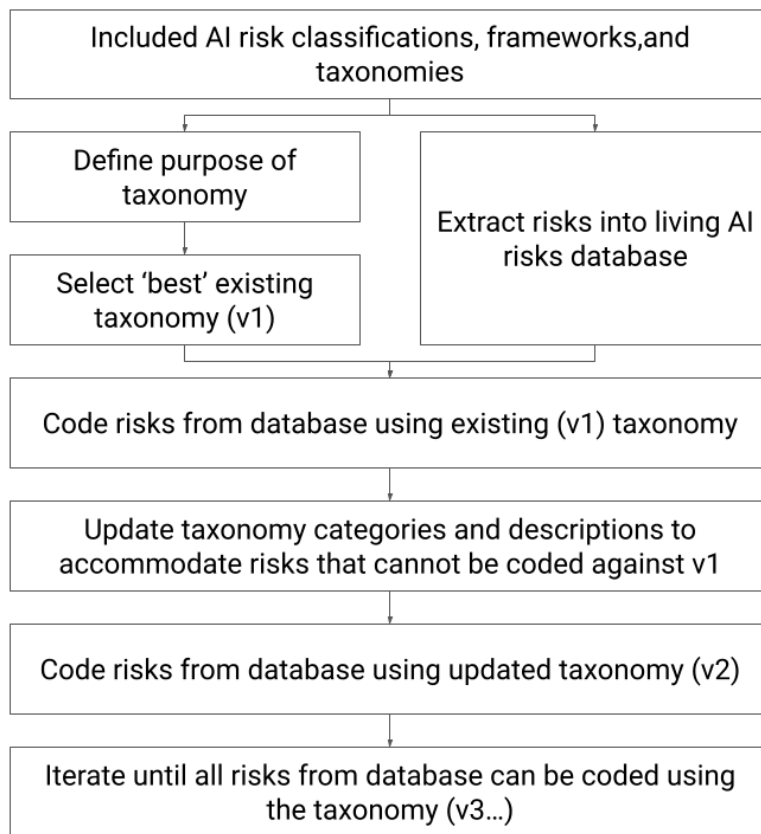 Included AI risk classifications, frameworks,and
taxonomies
Define purpose of
taxonomy
Select ‘best’ existing
taxonomy (v1)
Extract risks into living AI
risks database
Code risks from database using existing (v1) taxonomy
Update taxonomy categories and descriptions to
accommodate risks that cannot be coded against v1
Code risks from database using updated taxonomy (v2)
Iterate until all risks from database can be coded using
the taxonomy (v3...)